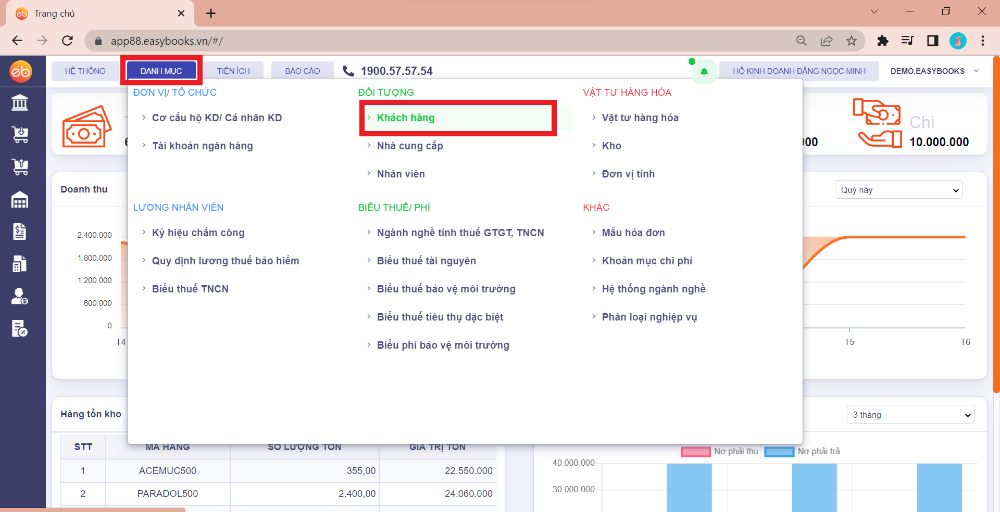 eb Trang chủ
app88.easybooks.vn/#/
eb HỆ THỐNG DANH MỤC TIỆN ÍCH BÁO CÁO 1900.57.57.54 HỘ KINH DOANH ĐẶNG NGỌC MINH DEMO.EASYBOOKS
ĐƠN VỊ/ TỔ CHỨC
Cơ cấu hộ KD/ Cá nhân KD
Tài khoản ngân hàng
ĐỐI TƯỢNG
Khách hàng
Nhà cung cấp
Nhân viên
VẬT TƯ HÀNG HÓA
Vật tư hàng hóa
Kho
Đơn vị tính
LƯƠNG NHÂN VIÊN
Ký hiệu chấm công
Quy định lương thuế bảo hiểm
Biểu thuế TNCN
BIỂU THUẾ/ PHÍ
Ngành nghề tính thuế GTGT, TNCN
Biểu thuế tài nguyên
Biểu thuế bảo vệ môi trường
Biểu thuế tiêu thụ đặc biệt
Biểu phí bảo vệ môi trường
KHÁC
Mẫu hóa đơn
Khoản mục chi phí
Hệ thống ngành nghề
Phân loại nghiệp vụ
Chi
10.000.000
Doanh thu
Quý này
2.400.000
1.800.000
1.200.000
600.000
0
T4 T5 T6
Hàng tồn kho
3 tháng
STT MÃ HÀNG SỐ LƯỢNG TỒN GIÁ TRỊ TỒN
1 ACEMUC500 355,00 22.550.000
2 PARADOL500 2.400,00 24.060.000
Nợ phải thu Nợ phải trả
40.000.000
30.000.000